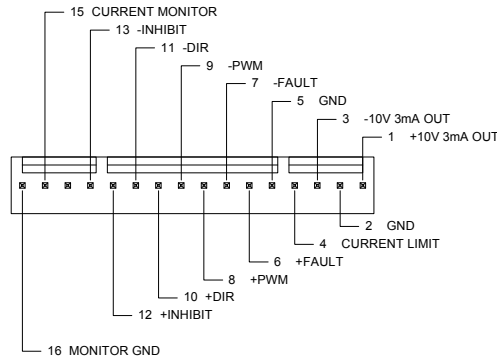 15 CURRENT MONITOR
13 -INHIBIT
11 -DIR
9 -PWM
7 -FAULT
5 GND
3 -10V 3mA OUT
1 +10V 3mA OUT
2 GND
4 CURRENT LIMIT
6 +FAULT
8 +PWM
10 +DIR
12 +INHIBIT
16 MONITOR GND